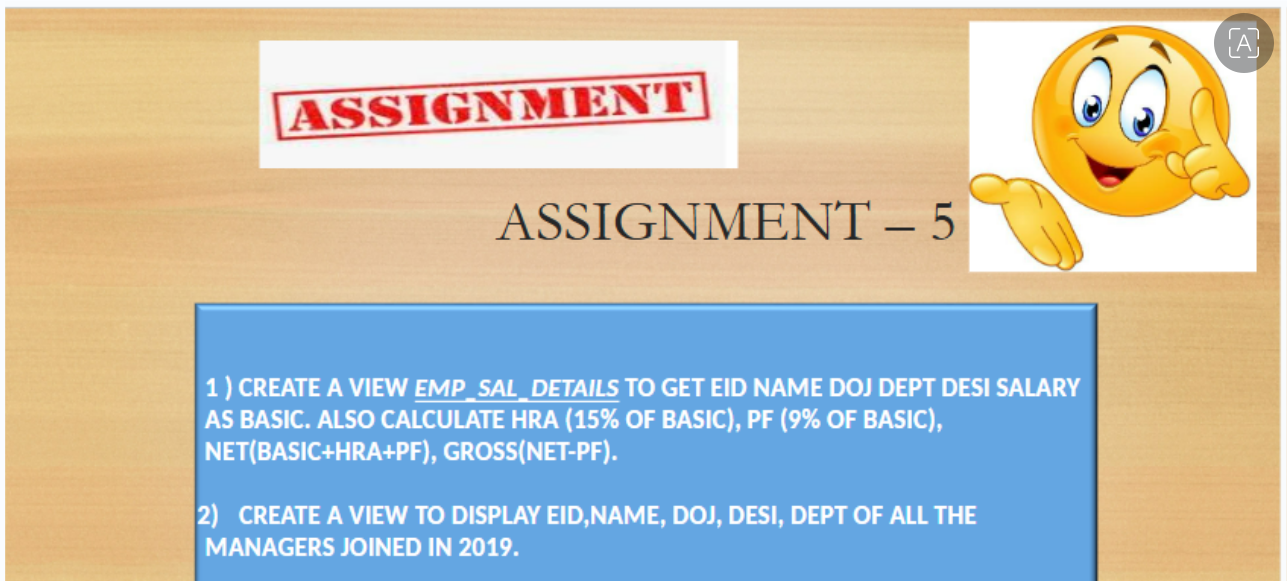 ASSIGNMENT
A
ASSIGNMENT – 5
1 ) CREATE A VIEW EMP_SAL_DETAILS TO GET EID NAME DOJ DEPT DESI SALARY
AS BASIC. ALSO CALCULATE HRA (15% OF BASIC), PF (9% OF BASIC),
NET(BASIC+HRA+PF), GROSS(NET-PF).
2) CREATE A VIEW TO DISPLAY EID,NAME, DOJ, DESI, DEPT OF ALL THE
MANAGERS JOINED IN 2019.